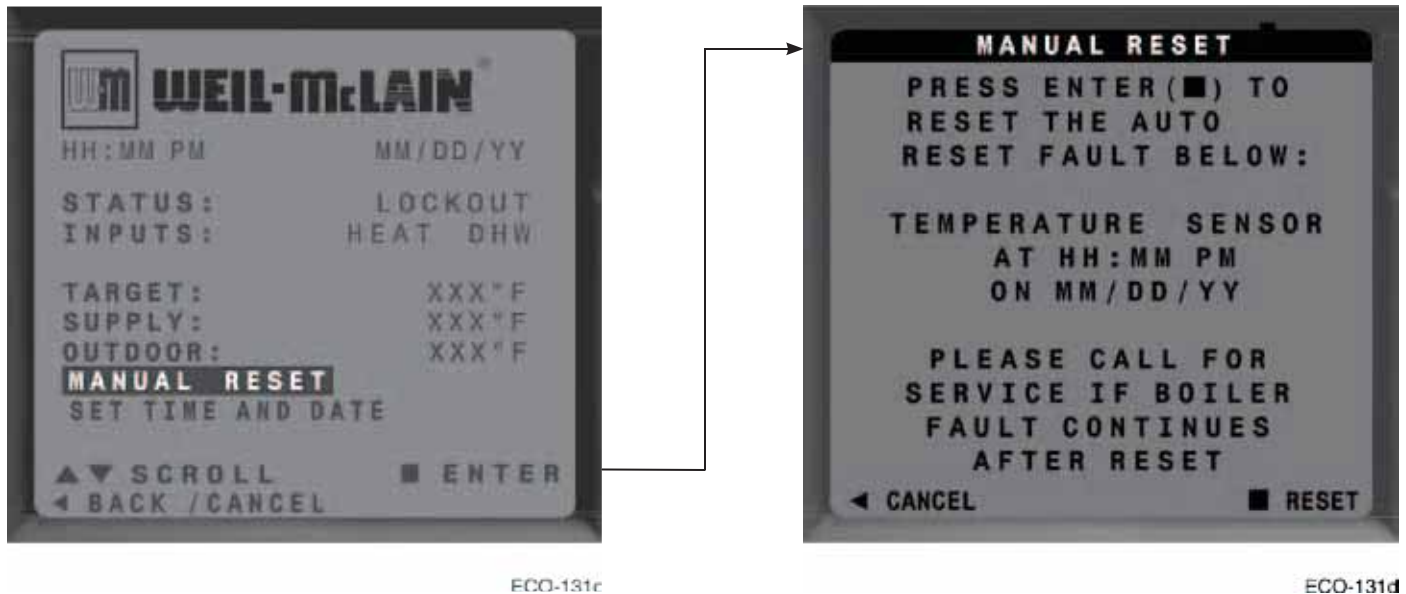 WM WEIL-McLAIN®
HH:MM PM MM/DD/YY
STATUS: LOCKOUT
INPUTS: HEAT DHW
TARGET: XXX°F
SUPPLY: XXX°F
OUTDOOR: XXX°F
MANUAL RESET
SET TIME AND DATE
▲▼ SCROLL ■ ENTER
◄ BACK /CANCEL
ECO-131c
MANUAL RESET
PRESS ENTER(■) TO
RESET THE AUTO
RESET FAULT BELOW:
TEMPERATURE SENSOR
AT HH:MM PM
ON MM/DD/YY
PLEASE CALL FOR
SERVICE IF BOILER
FAULT CONTINUES
AFTER RESET
◄ CANCEL ■ RESET
ECO-131d